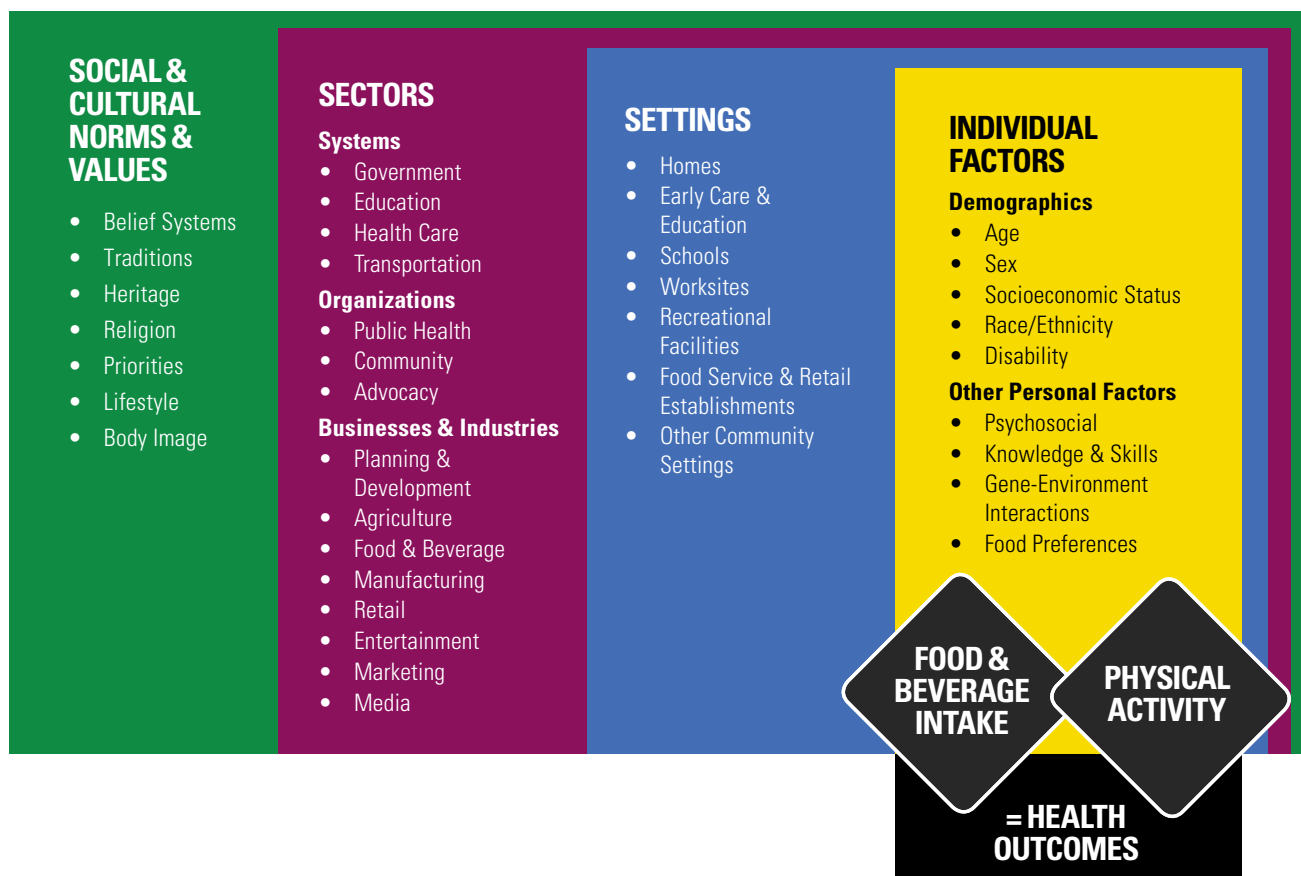 SOCIAL &
CULTURAL
NORMS &
VALUES
• Belief Systems
• Traditions
• Heritage
• Religion
• Priorities
• Lifestyle
• Body Image
SECTORS
Systems
• Government
• Education
• Health Care
• Transportation
Organizations
• Public Health
• Community
• Advocacy
Businesses & Industries
• Planning &
Development
• Agriculture
• Food & Beverage
• Manufacturing
• Retail
• Entertainment
• Marketing
• Media
SETTINGS
• Homes
• Early Care &
Education
• Schools
• Worksites
• Recreational
Facilities
• Food Service & Retail
Establishments
• Other Community
Settings
INDIVIDUAL
FACTORS
Demographics
• Age
• Sex
• Socioeconomic Status
• Race/Ethnicity
• Disability
Other Personal Factors
• Psychosocial
• Knowledge & Skills
• Gene-Environment
Interactions
• Food Preferences
FOOD &
BEVERAGE
INTAKE
PHYSICAL
ACTIVITY
= HEALTH
OUTCOMES